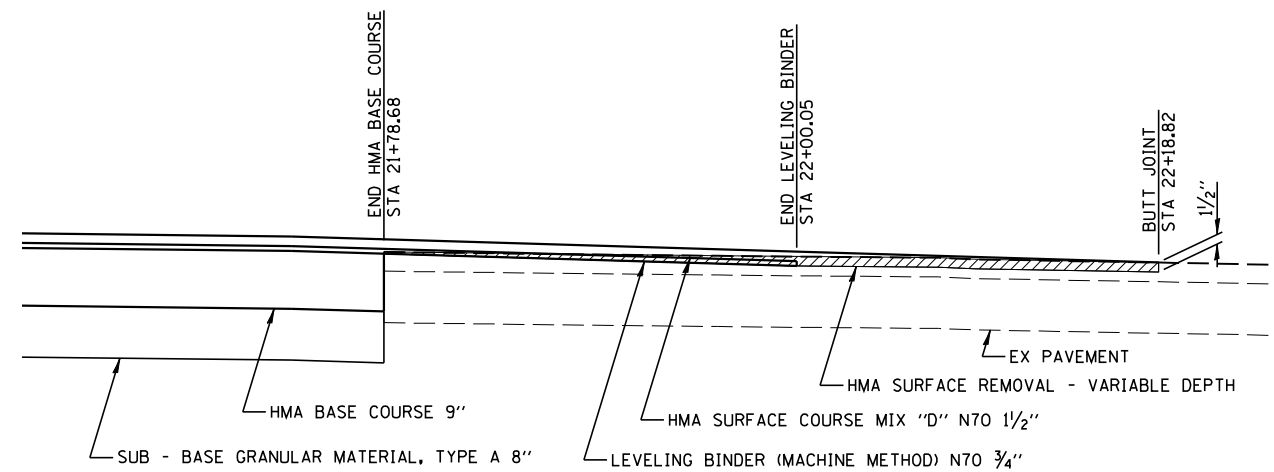 END HMA BASE COURSE
STA 21+78.68
END LEVELING BINDER
STA 22+00.05
BUTT JOINT
STA 22+18.82
1½"
EX PAVEMENT
HMA SURFACE REMOVAL - VARIABLE DEPTH
HMA BASE COURSE 9"
HMA SURFACE COURSE MIX "D" N70 1½"
SUB - BASE GRANULAR MATERIAL, TYPE A 8"
LEVELING BINDER (MACHINE METHOD) N70 ¾"